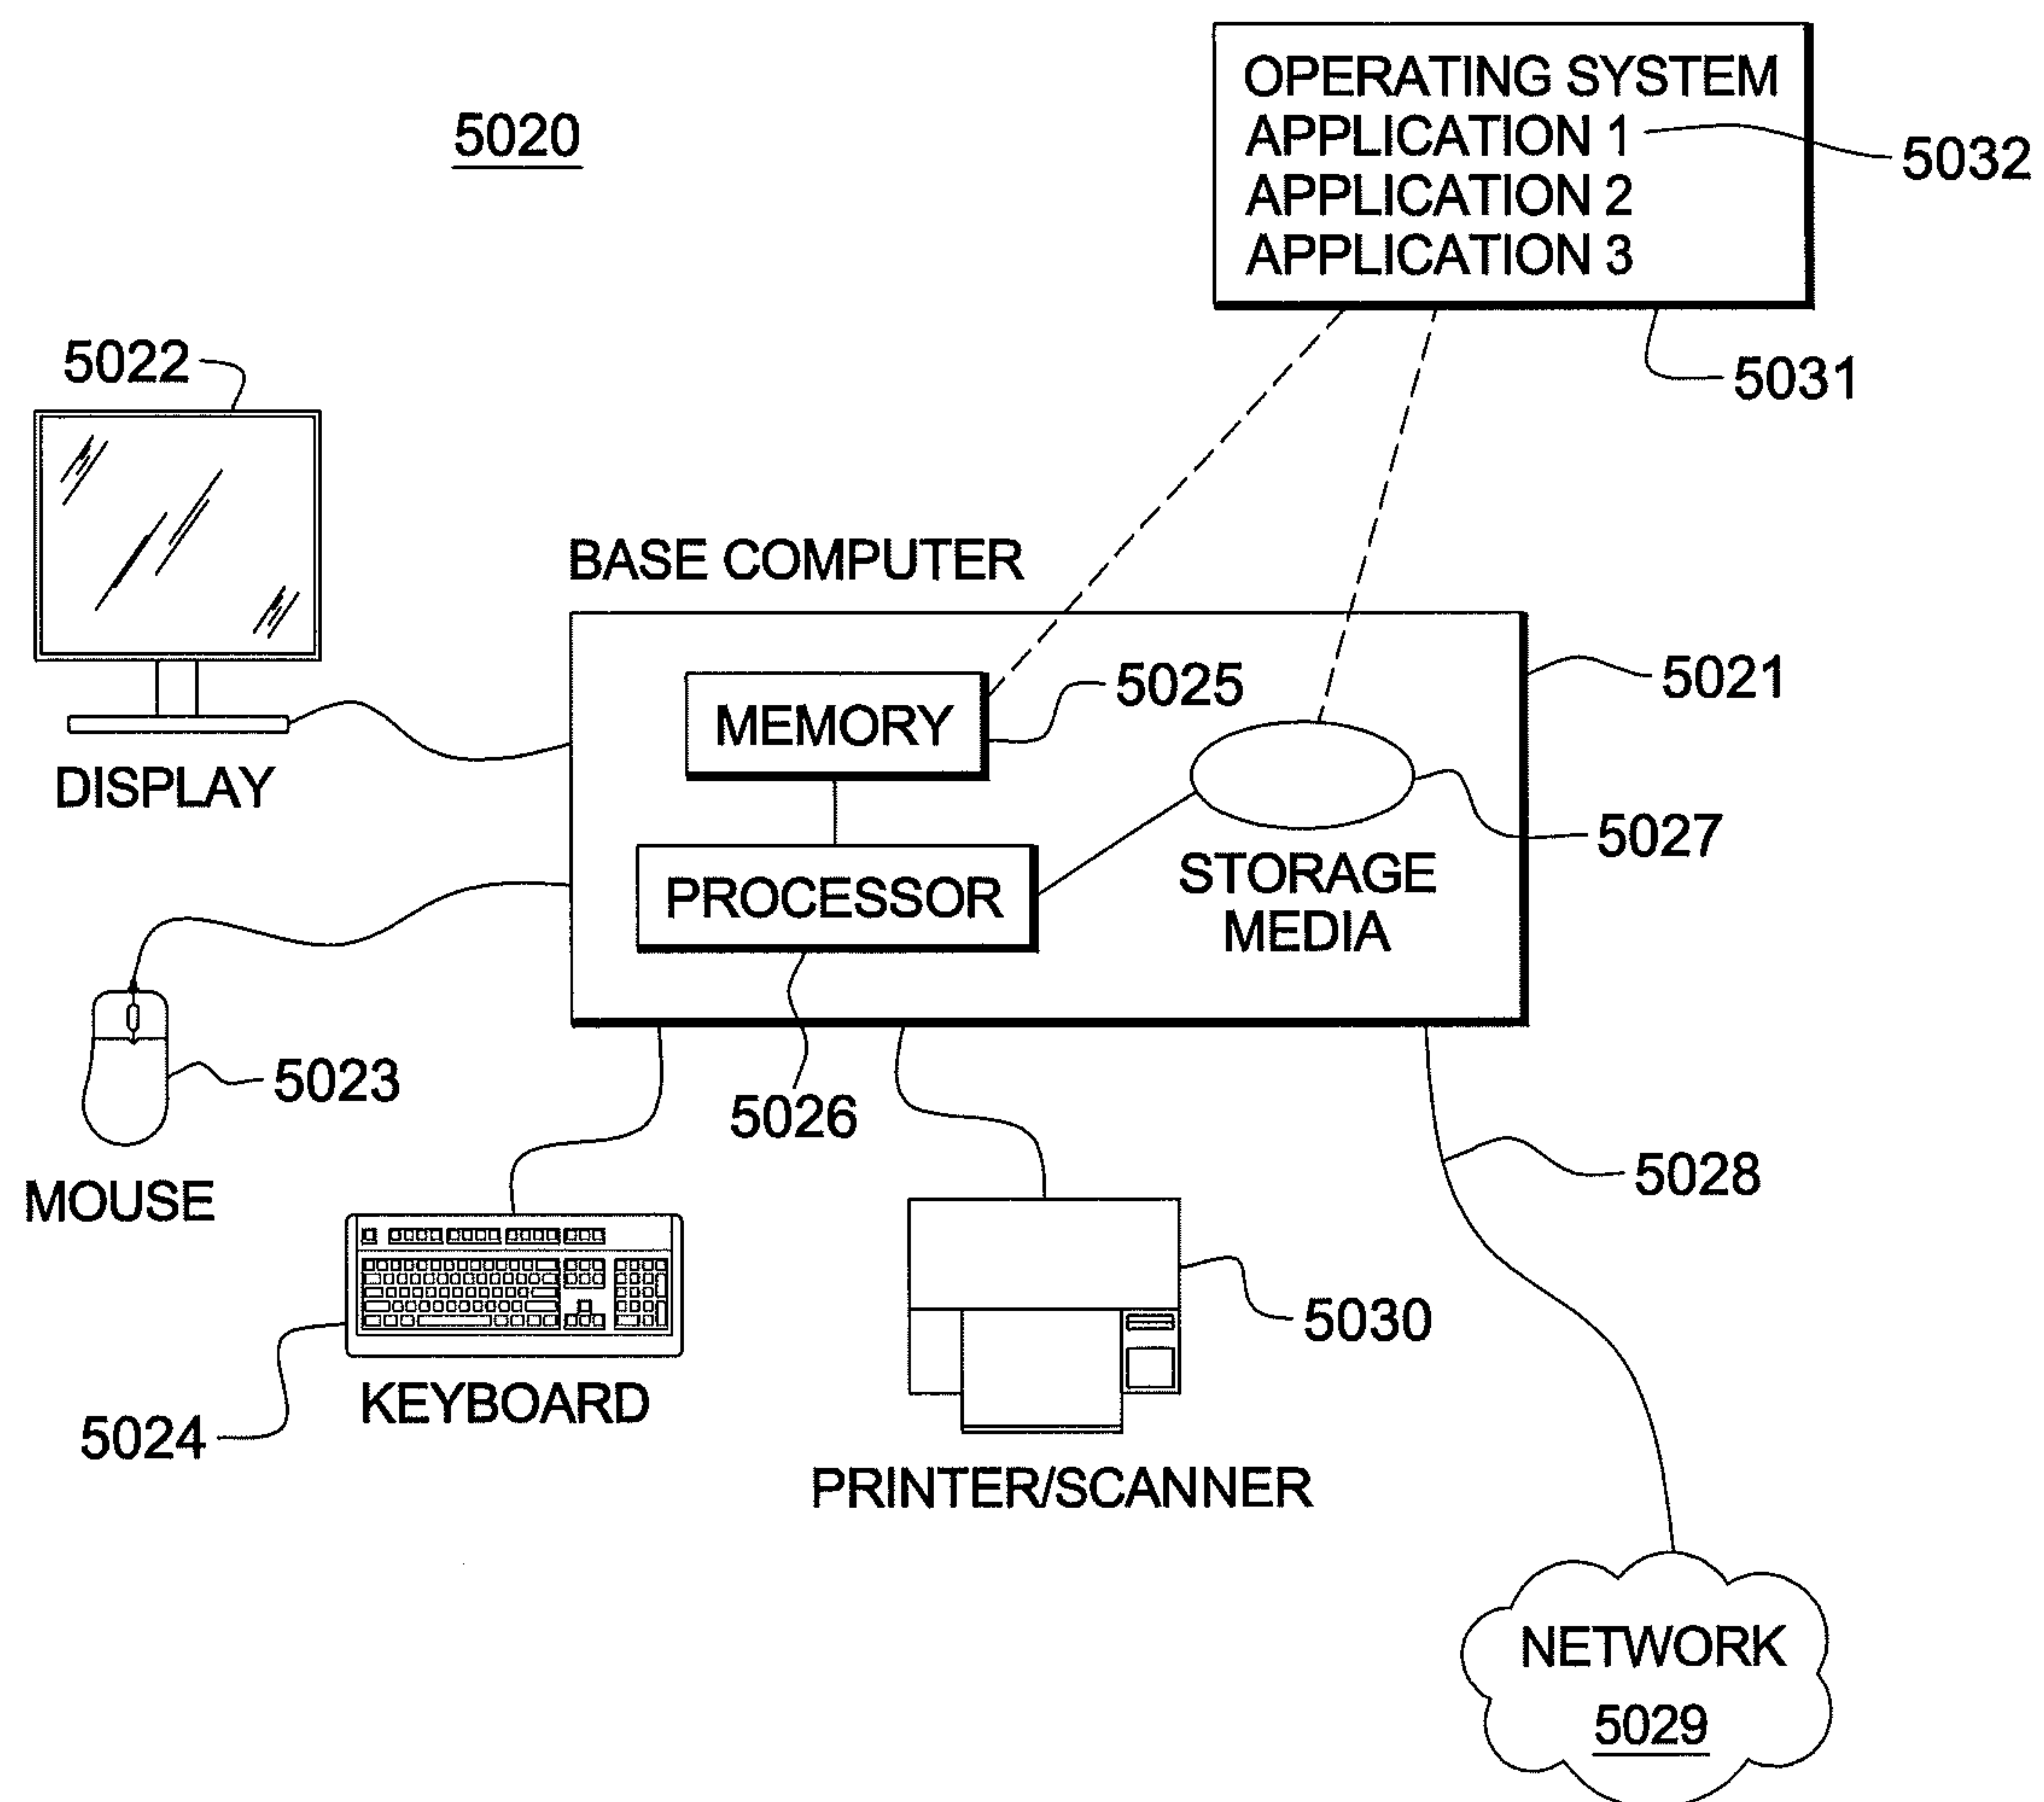 5020
OPERATING SYSTEM
APPLICATION 1
APPLICATION 2
APPLICATION 3
5032
5031
5022
DISPLAY
BASE COMPUTER
5021
MEMORY
5025
PROCESSOR
5026
STORAGE
MEDIA
5027
5023
MOUSE
5024
KEYBOARD
5030
PRINTER/SCANNER
5028
NETWORK
5029